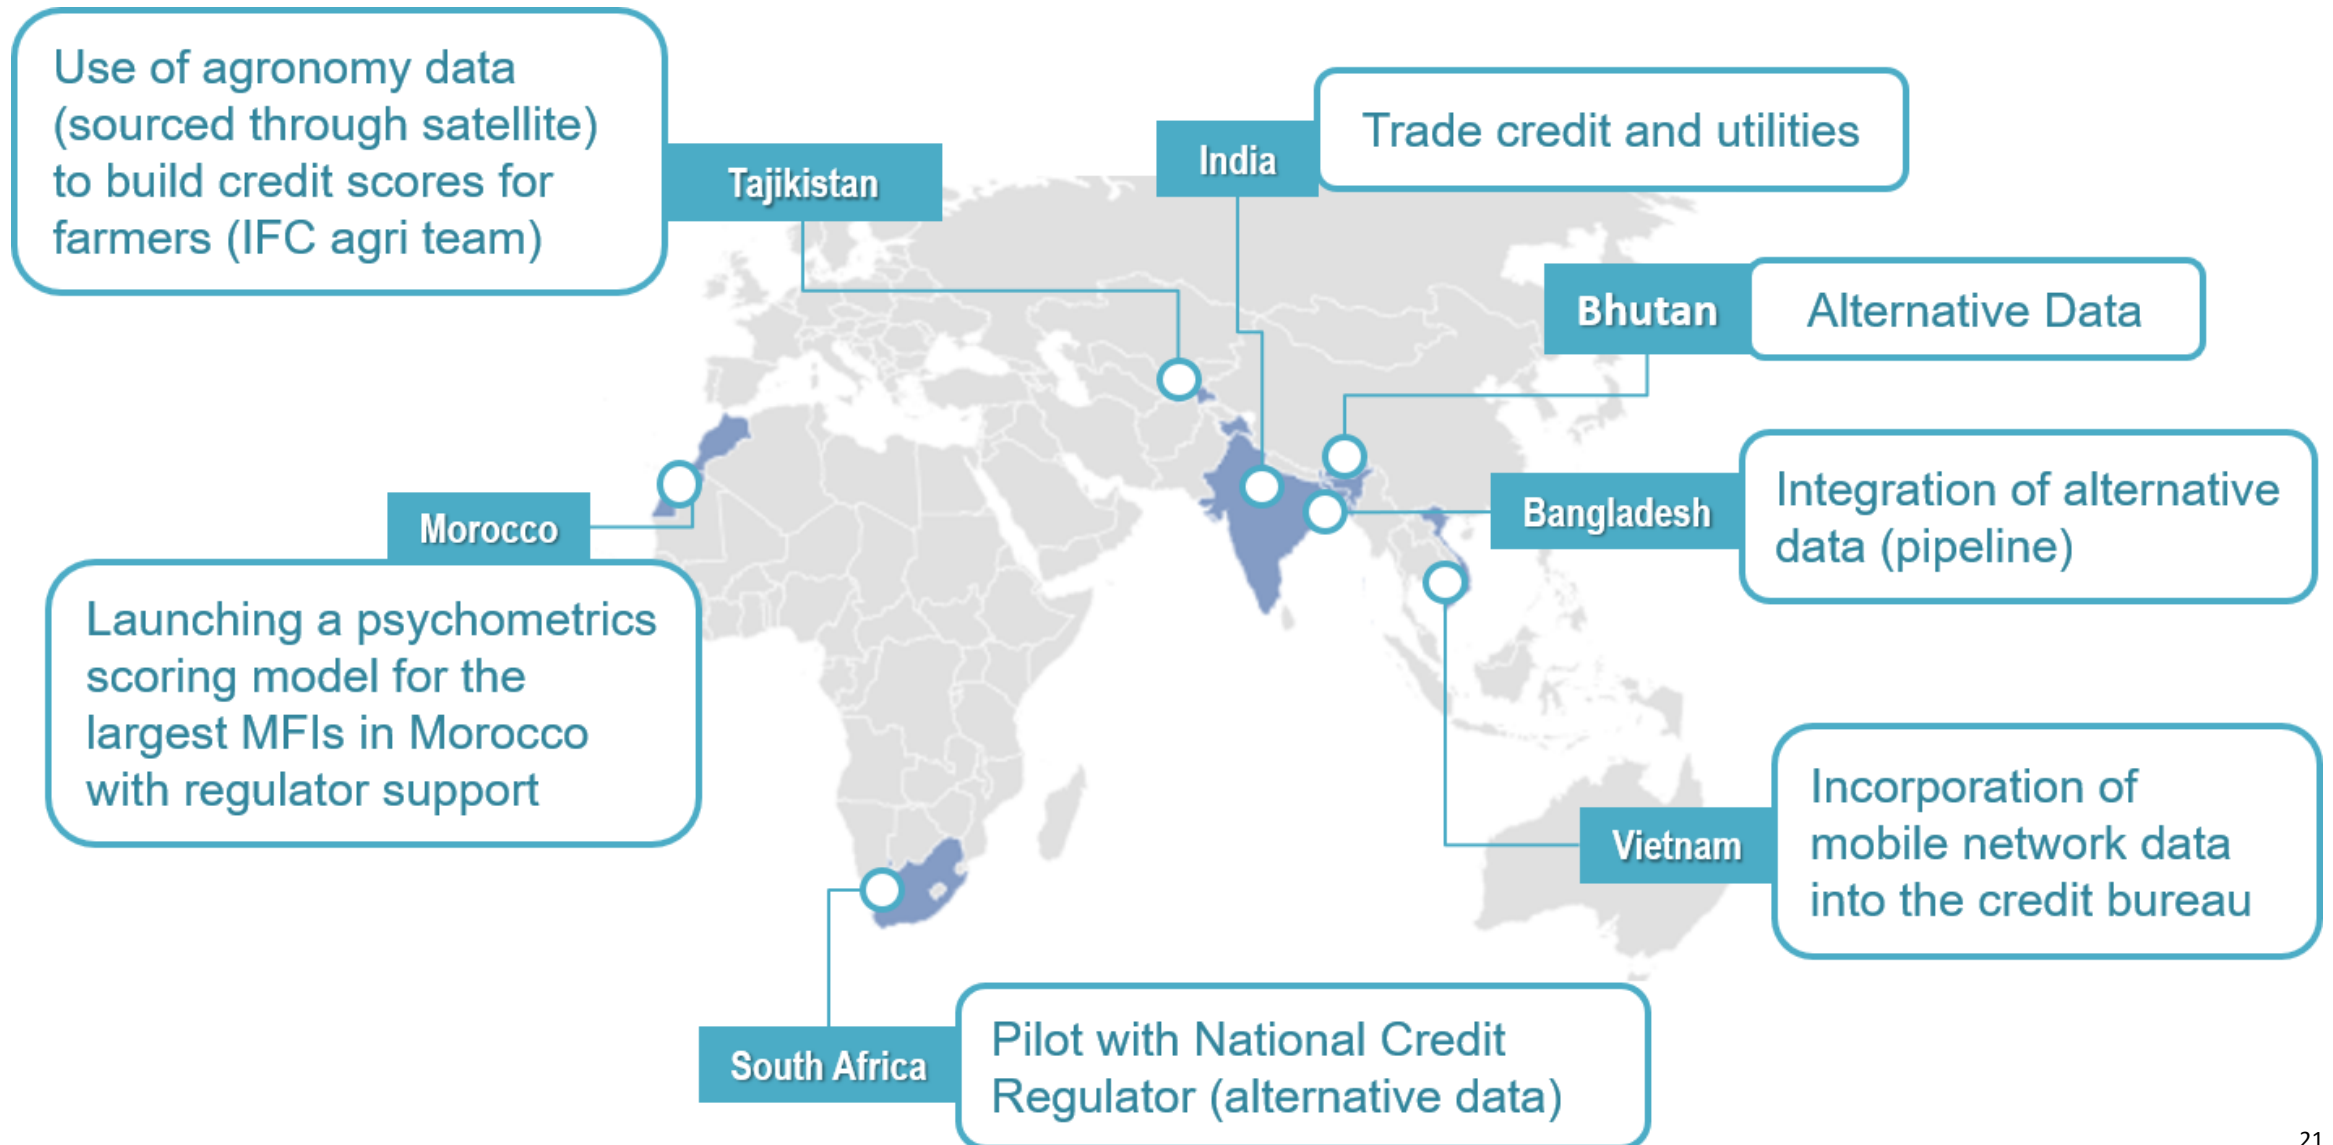 Use of agronomy data
(sourced through satellite)
to build credit scores for
farmers (IFC agri team)
Tajikistan
India
Trade credit and utilities
Bhutan
Alternative Data
Morocco
Launching a psychometrics
scoring model for the
largest MFIs in Morocco
with regulator support
Bangladesh
Integration of alternative
data (pipeline)
Vietnam
Incorporation of
mobile network data
into the credit bureau
South Africa
Pilot with National Credit
Regulator (alternative data)
21